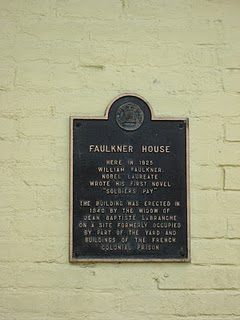 FAULKNER HOUSE
HERE IN 1925
WILLIAM FAULKNER,
NOBEL LAUREATE
WROTE HIS FIRST NOVEL
"SOLDIERS' PAY"
THE BUILDING WAS ERECTED IN
1840 BY THE WIDOW OF
JEAN BAPTISTE LABRANCHE
ON A SITE FORMERLY OCCUPIED
BY PART OF THE YARD AND
BUILDINGS OF THE FRENCH
COLONIAL PRISON